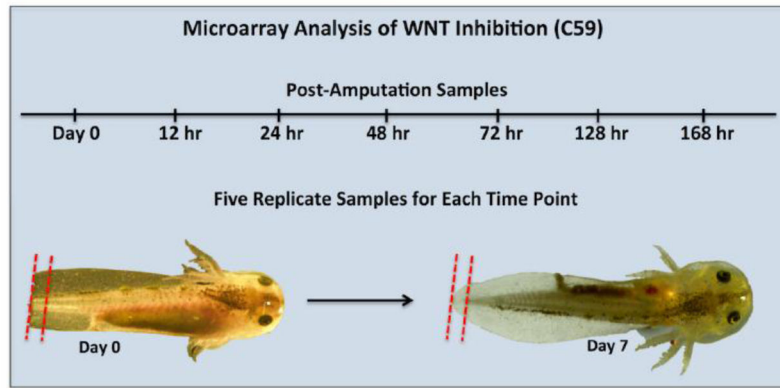 Microarray Analysis of WNT Inhibition (C59)
Post-Amputation Samples
Day 0 12 hr 24 hr 48 hr 72 hr 128 hr 168 hr
Five Replicate Samples for Each Time Point
Day 0 Day 7